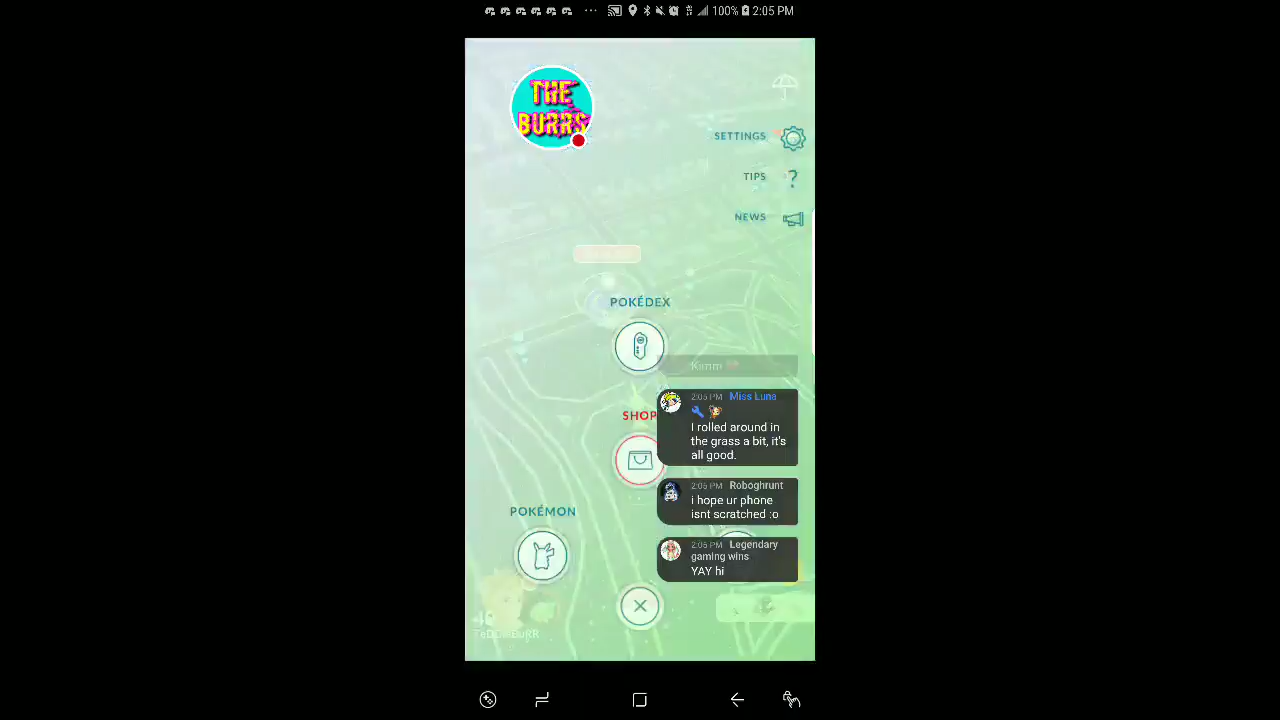 100% 2:05 PM
THE
BURRS
SETTINGS
TIPS
?
NEWS
POKÉDEX
Kimm
SHOP
2:05 PM Miss Luna
I rolled around in
the grass a bit, it's
all good.
2:05 PM Roboghrunt
i hope ur phone
isnt scratched :o
POKÉMON
2:05 PM Legendary
gaming wins
YAY hi